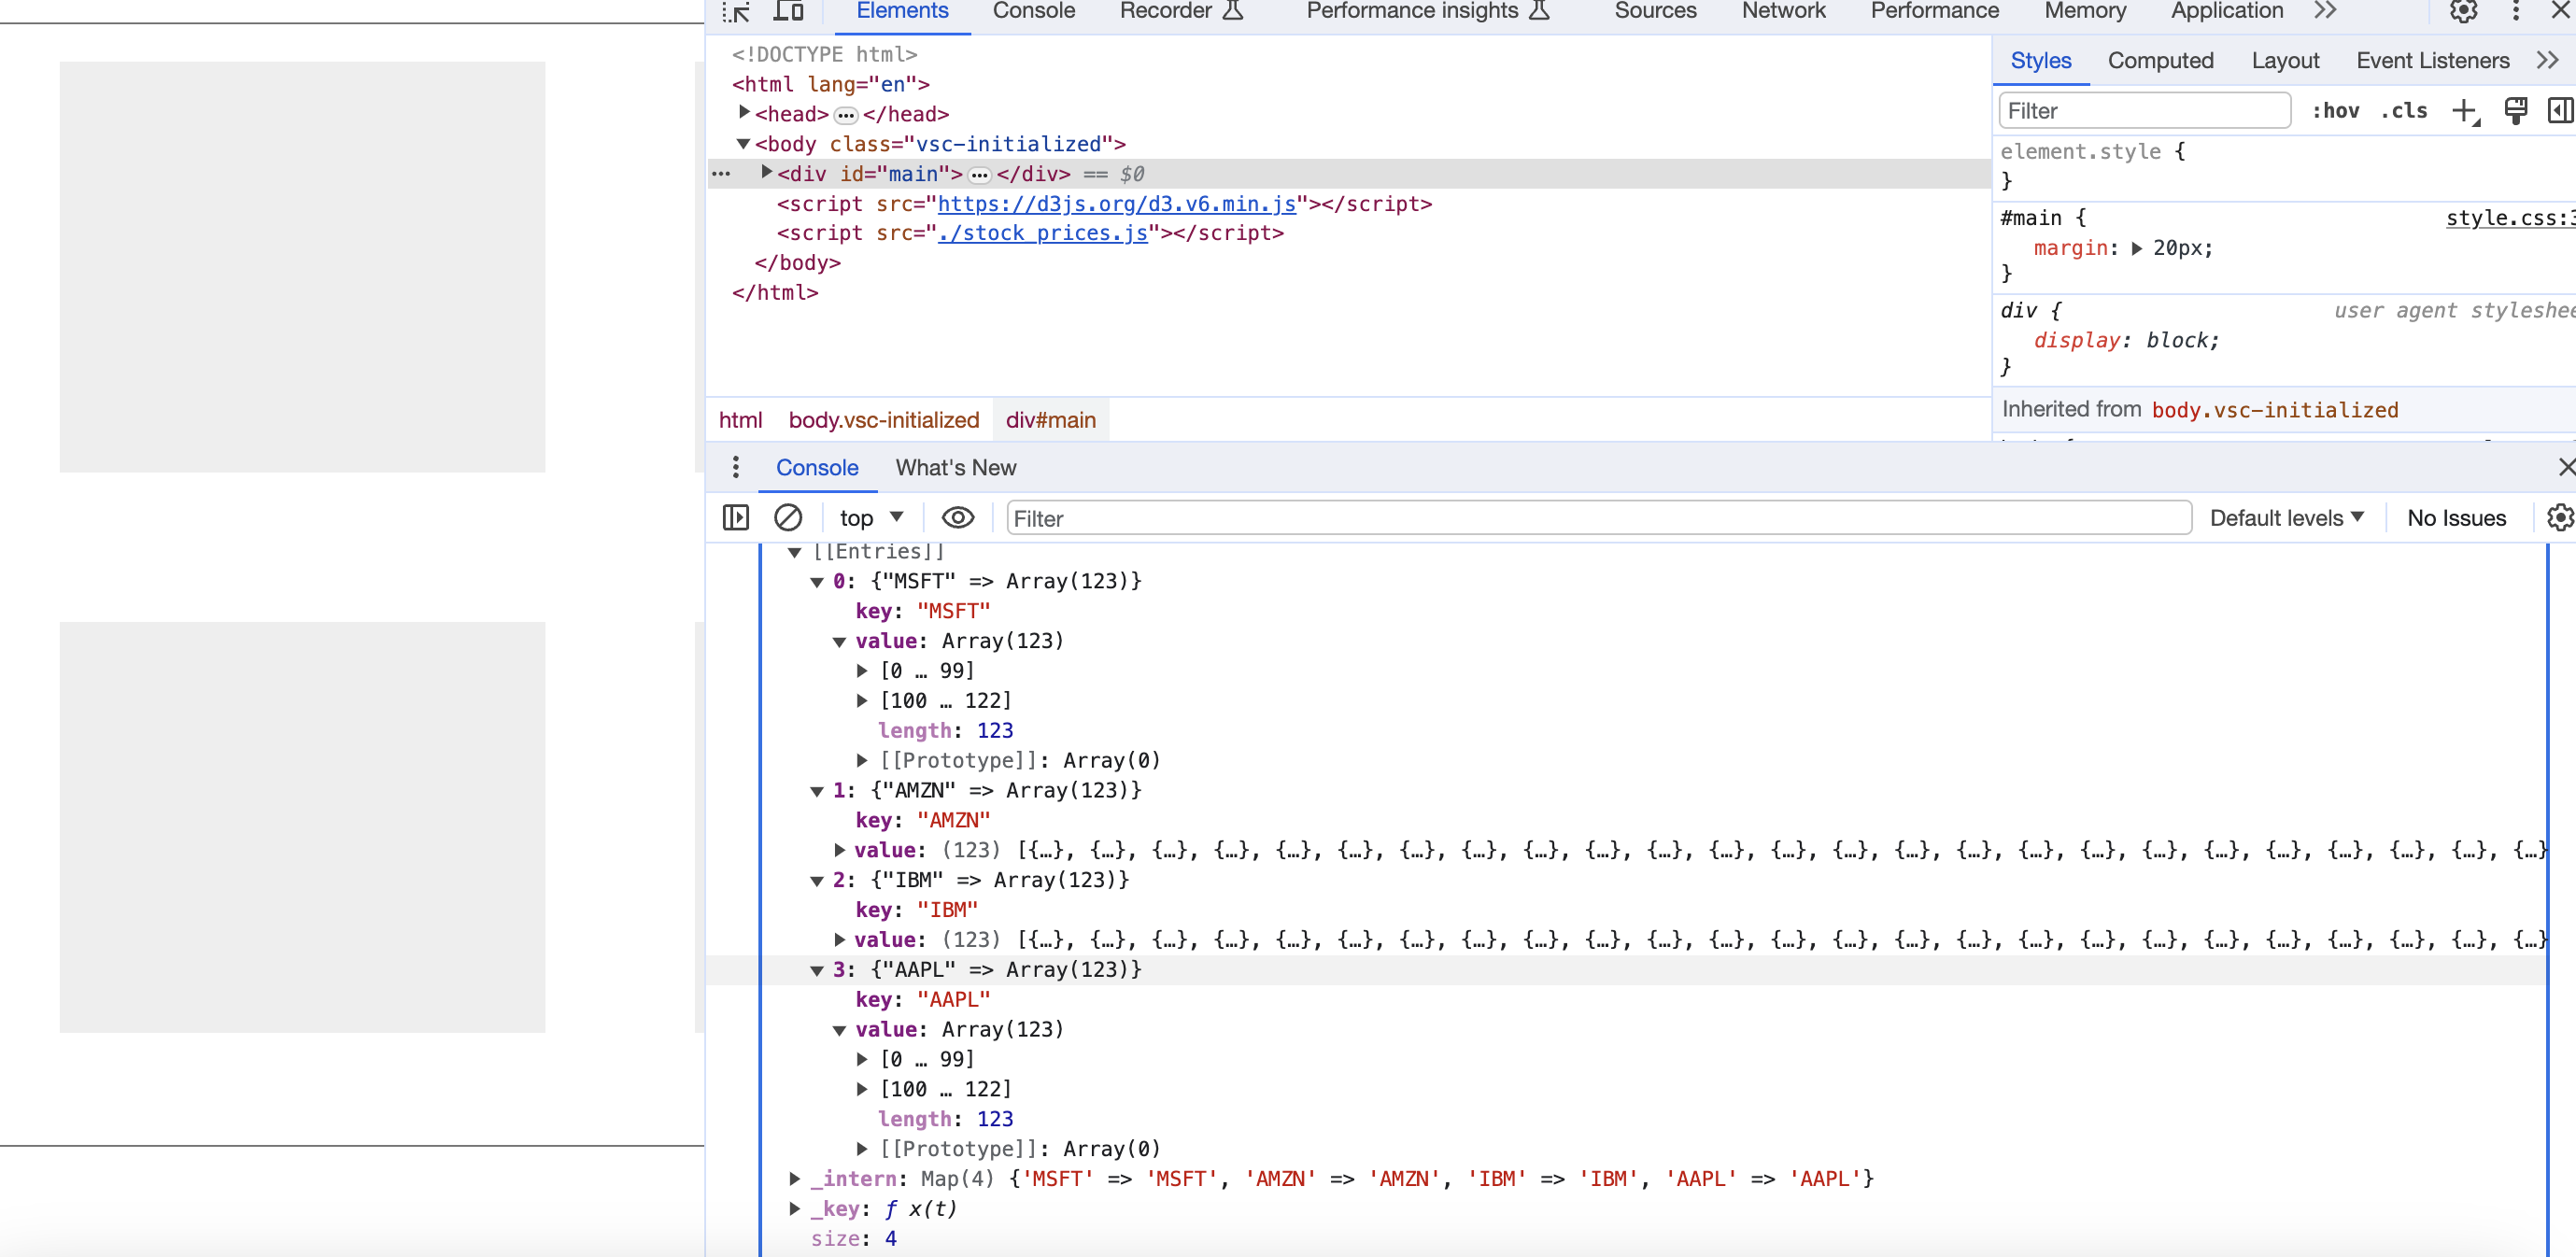 Elements Console Recorder Performance insights Sources Network Performance Memory Application
<!DOCTYPE html>
<html lang="en">
<head>…</head>
<body class="vsc-initialized">
… <div id="main">…</div> == $0
<script src="https://d3js.org/d3.v6.min.js"></script>
<script src="./stock_prices.js"></script>
</body>
</html>
html body.vsc-initialized div#main
Styles Computed Layout Event Listeners
Filter :hov .cls
element.style {
}
#main { style.css:3
margin: 20px;
}
div { user agent styleshee
display: block;
}
Inherited from body.vsc-initialized
Console What's New
top Filter Default levels No Issues
[[Entries]]
0: {"MSFT" => Array(123)}
key: "MSFT"
value: Array(123)
[0 … 99]
[100 … 122]
length: 123
[[Prototype]]: Array(0)
1: {"AMZN" => Array(123)}
key: "AMZN"
value: (123) [{…}, {…}, {…}, {…}, {…}, {…}, {…}, {…}, {…}, {…}, {…}, {…}, {…}, {…}, {…}, {…}, {…}, {…}, {…}, {…}, {…}, {…}, {…}, {…}, {…}
2: {"IBM" => Array(123)}
key: "IBM"
value: (123) [{…}, {…}, {…}, {…}, {…}, {…}, {…}, {…}, {…}, {…}, {…}, {…}, {…}, {…}, {…}, {…}, {…}, {…}, {…}, {…}, {…}, {…}, {…}, {…}, {…}
3: {"AAPL" => Array(123)}
key: "AAPL"
value: Array(123)
[0 … 99]
[100 … 122]
length: 123
[[Prototype]]: Array(0)
_intern: Map(4) {'MSFT' => 'MSFT', 'AMZN' => 'AMZN', 'IBM' => 'IBM', 'AAPL' => 'AAPL'}
_key: ƒ x(t)
size: 4